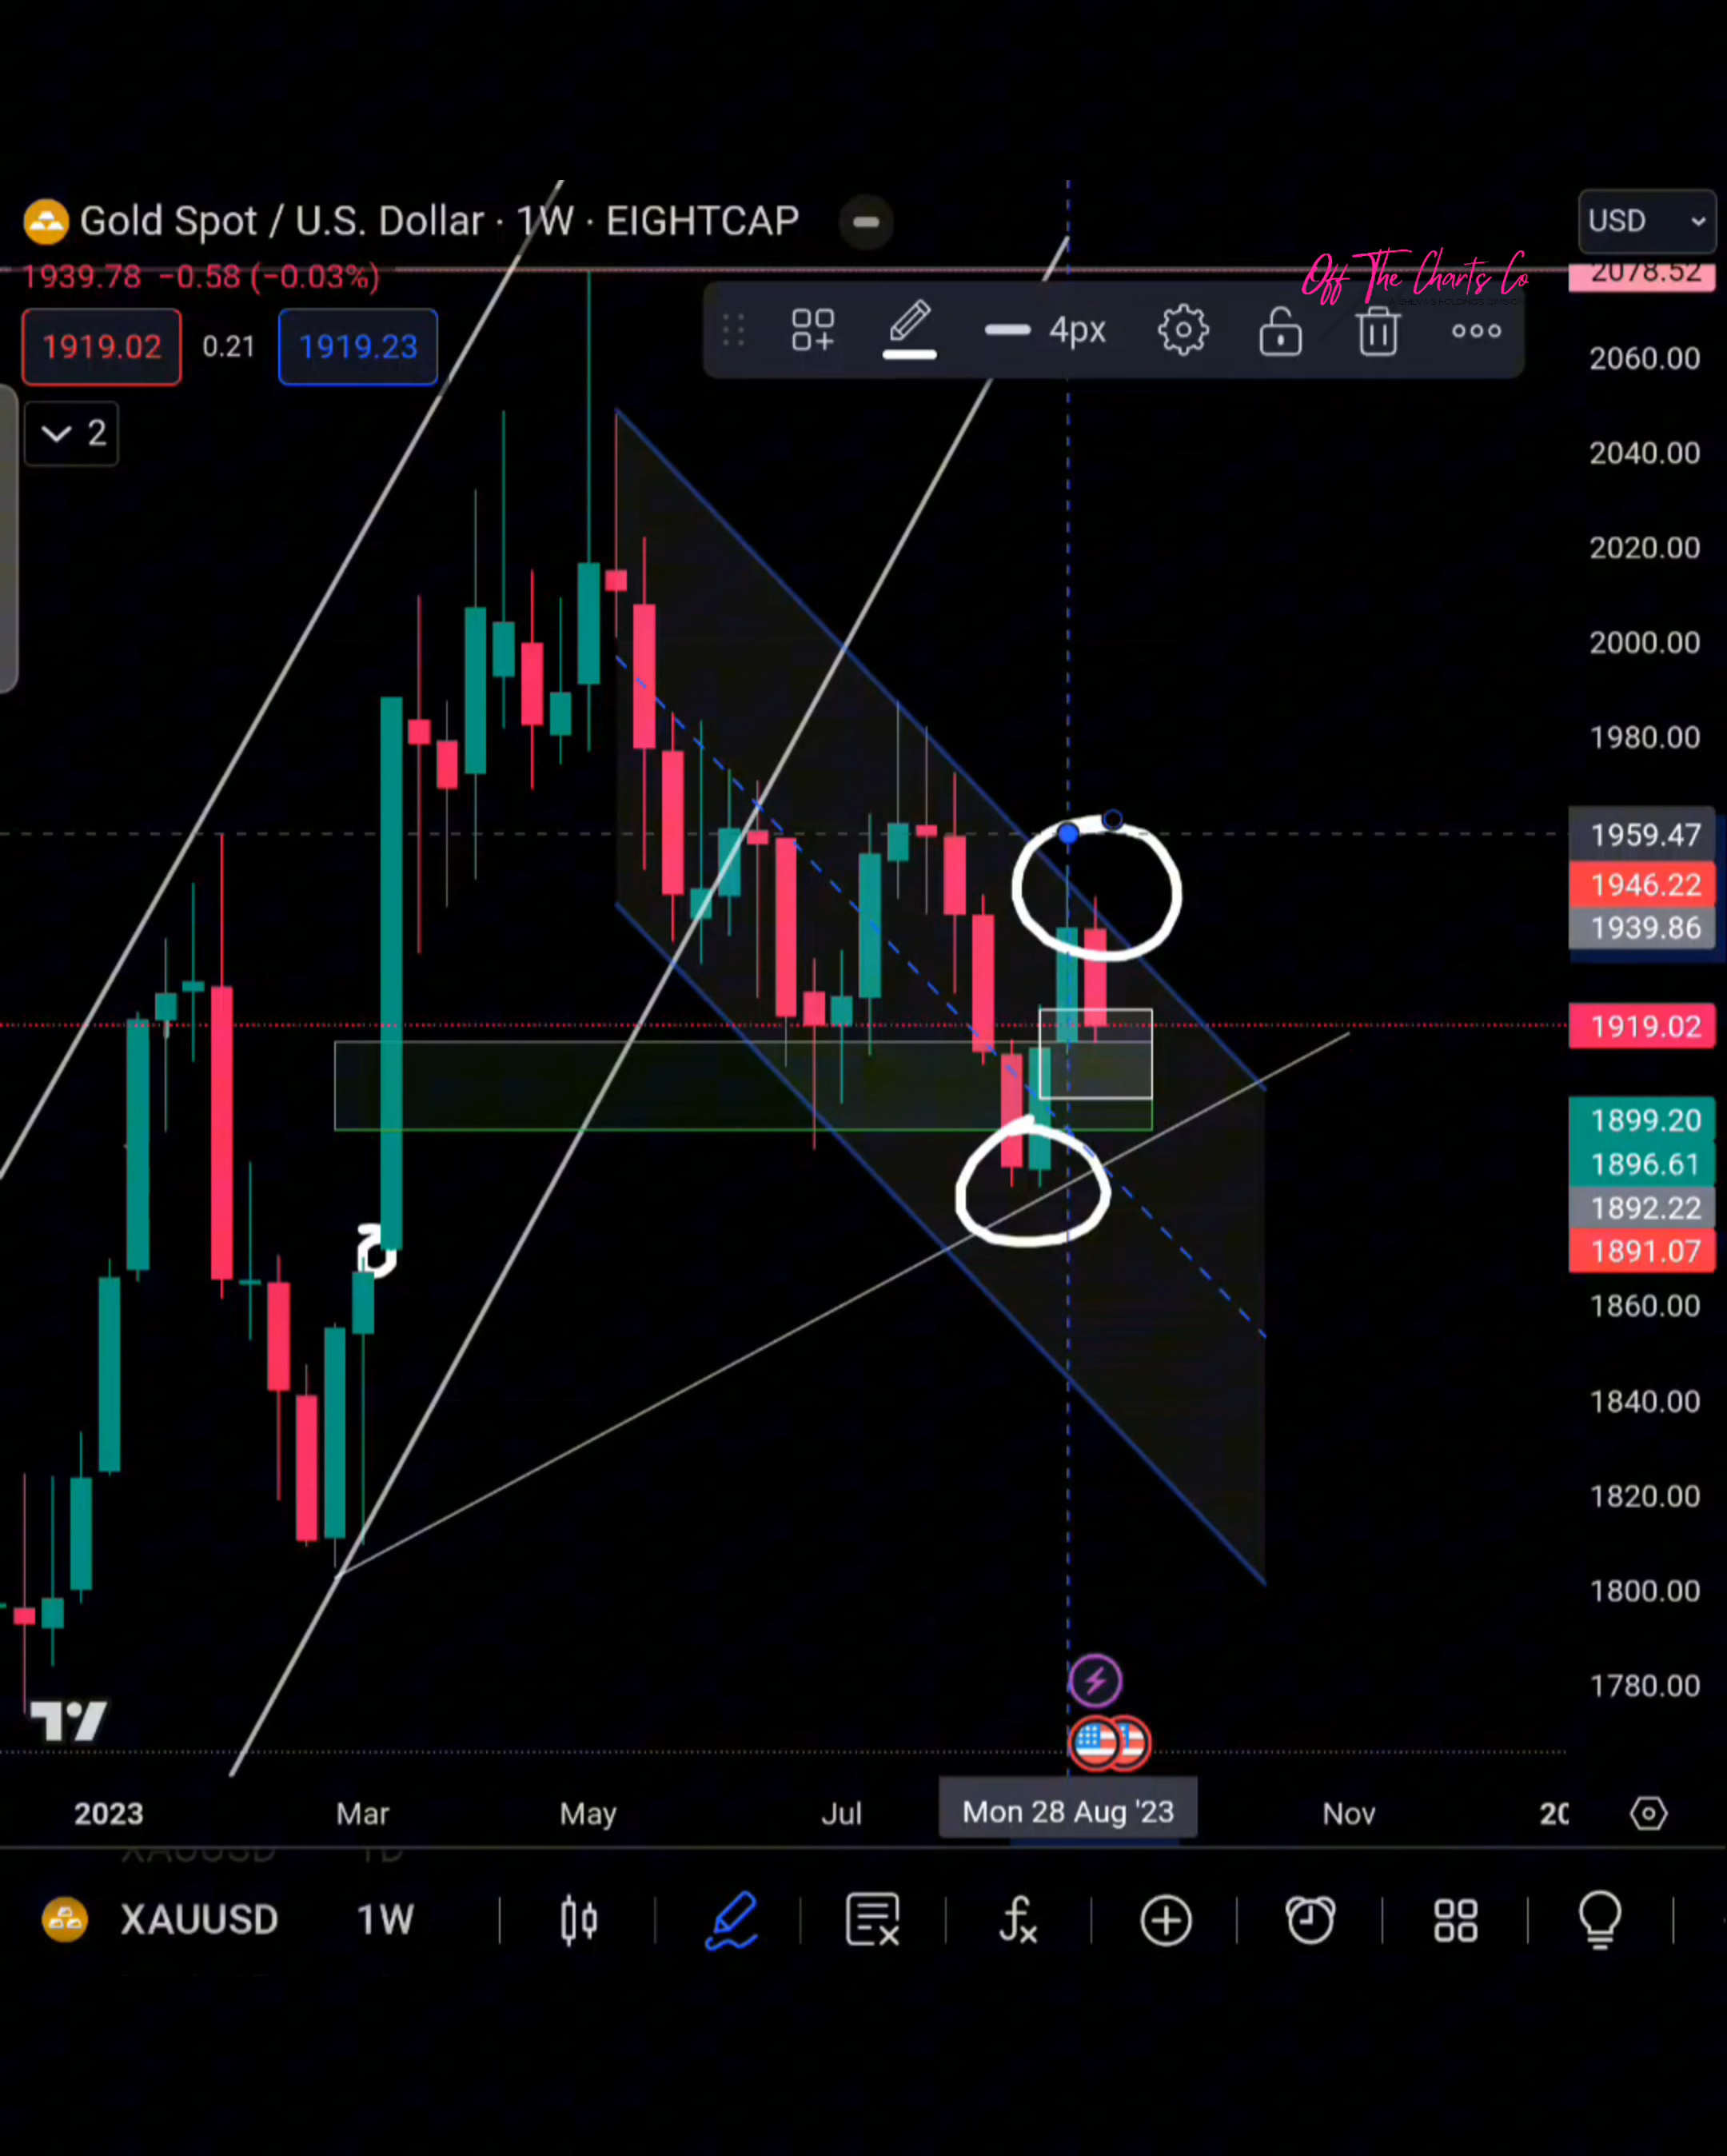 Gold Spot / U.S. Dollar · 1W · EIGHTCAP
USD
1939.78 −0.58 (−0.03%)
2078.52
Off The Charts Co
1919.02
0.21
1919.23
4px
2060.00
2
2040.00
2020.00
2000.00
1980.00
1959.47
1946.22
1939.86
1919.02
1899.20
1896.61
1892.22
1891.07
1860.00
1840.00
1820.00
1800.00
1780.00
2023
Mar
May
Jul
Mon 28 Aug '23
Nov
20
XAUUSD 1D
XAUUSD
1W